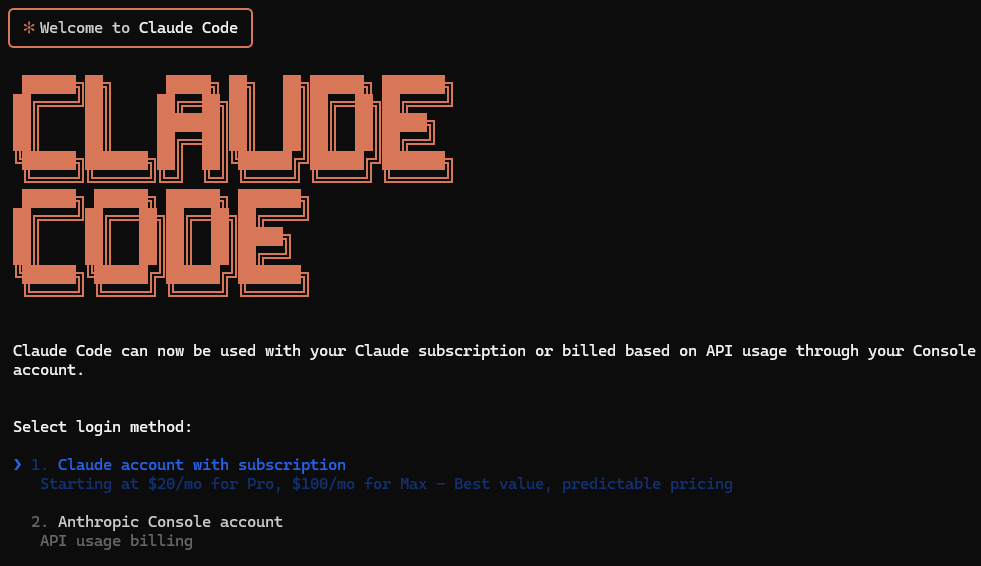 ✻ Welcome to Claude Code
CLAUDE
CODE
Claude Code can now be used with your Claude subscription or billed based on API usage through your Console
account.
Select login method:
❯ 1. Claude account with subscription
Starting at $20/mo for Pro, $100/mo for Max - Best value, predictable pricing
2. Anthropic Console account
API usage billing